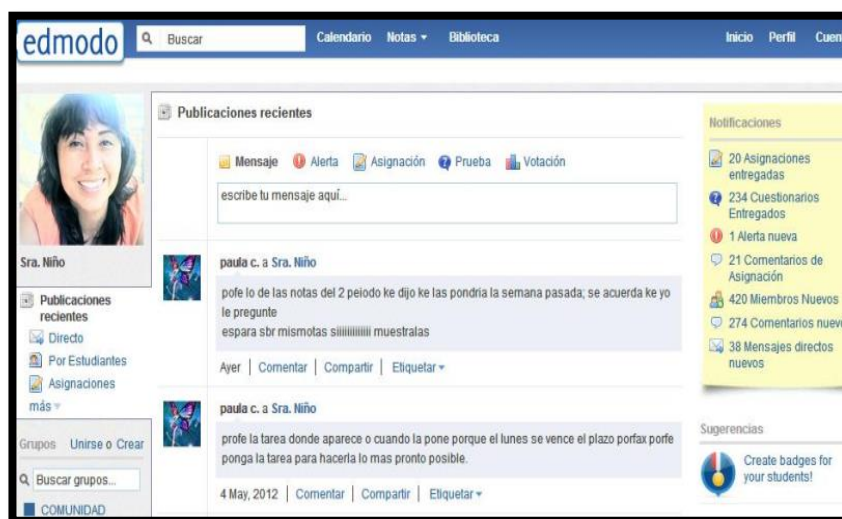 edmodo
Buscar
Calendario Notas Biblioteca
Inicio Perfil
Publicaciones recientes
Mensaje Alerta Asignación Prueba Votación
escribe tu mensaje aquí...
Sra. Niño
Publicaciones
recientes
Directo
Por Estudiantes
Asignaciones
más
Grupos Unirse o Crear
Buscar grupos...
COMUNIDAD
paula c. a Sra. Niño
pofe lo de las notas del 2 peiodo ke dijo ke las pondria la semana pasada; se acuerda ke yo
le pregunte
espara sbr mismotas siiiiiiiiiiii muestralas
Ayer | Comentar | Compartir | Etiquetar
paula c. a Sra. Niño
profe la tarea donde aparece o cuando la pone porque el lunes se vence el plazo porfax porfe
ponga la tarea para hacerla lo mas pronto posible.
4 May, 2012 | Comentar | Compartir | Etiquetar
Notificaciones
20 Asignaciones
entregadas
234 Cuestionarios
Entregados
1 Alerta nueva
21 Comentarios de
Asignación
420 Miembros Nuevos
274 Comentarios
38 Mensajes directos
nuevos
Sugerencias
Create badges for
your students!